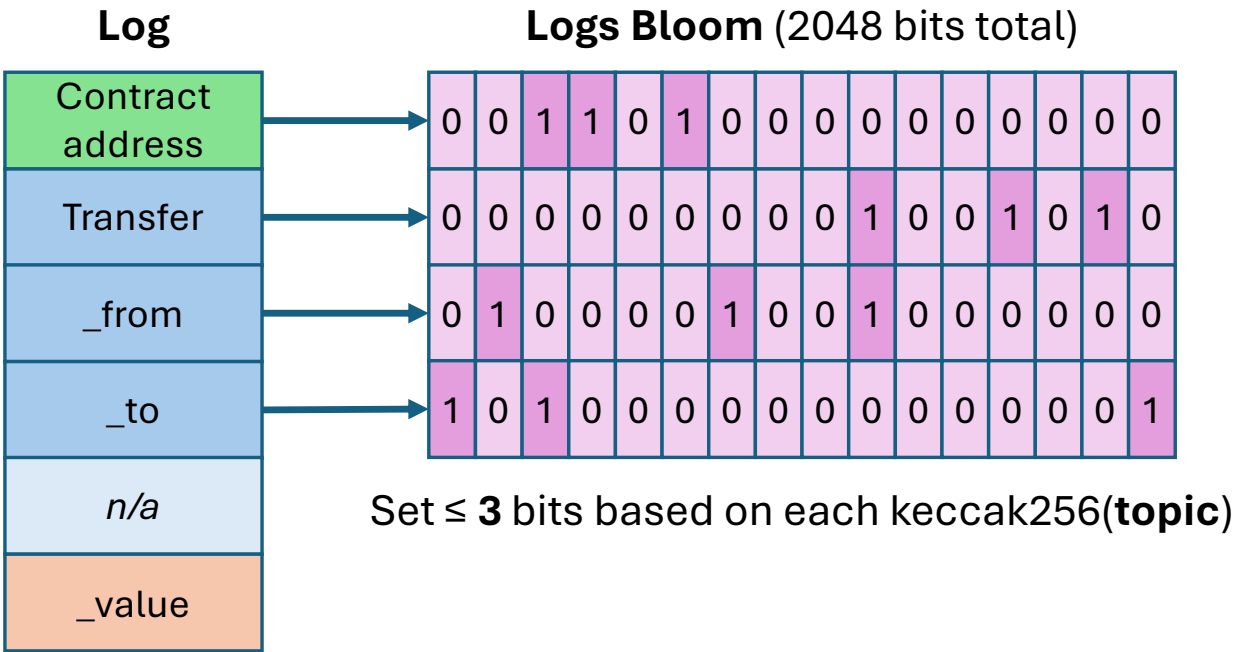 Log
Logs Bloom (2048 bits total)
Contract
address
0 0 1 1 0 1 0 0 0 0 0 0 0 0 0 0
Transfer
0 0 0 0 0 0 0 0 0 1 0 0 1 0 1 0
_from
0 1 0 0 0 0 1 0 0 1 0 0 0 0 0 0
_to
1 0 1 0 0 0 0 0 0 0 0 0 0 0 0 1
n/a
Set ≤ 3 bits based on each keccak256(topic)
_value